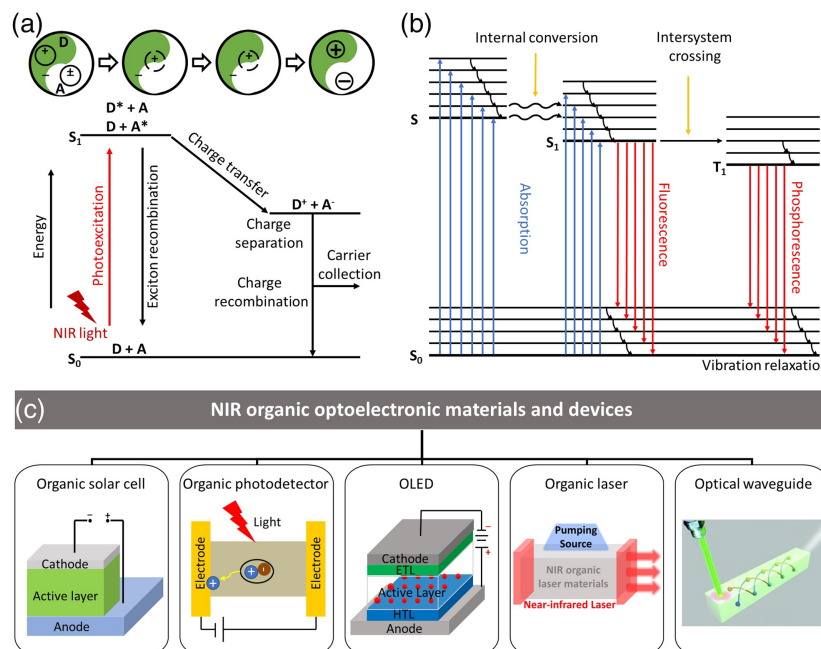 (a)
D
+
−
±
A
−
+
−
+
+
−
D* + A
D + A*
S1
Charge transfer
D+ + A-
Charge
separation
Carrier
collection
Charge
recombination
Energy
Photoexcitation
Exciton recombination
NIR light
D + A
S0
(b)
Internal conversion
Intersystem
crossing
S
S1
T1
Absorption
Fluorescence
Phosphorescence
S0
Vibration relaxatio
(c)
NIR organic optoelectronic materials and devices
Organic solar cell
Cathode
Active layer
Anode
Organic photodetector
Light
Electrode
Electrode
+
+
-
OLED
Cathode
ETL
Active Layer
HTL
Anode
−
+
Organic laser
Pumping
Source
NIR organic
laser materials
Near-infrared Laser
Optical waveguide